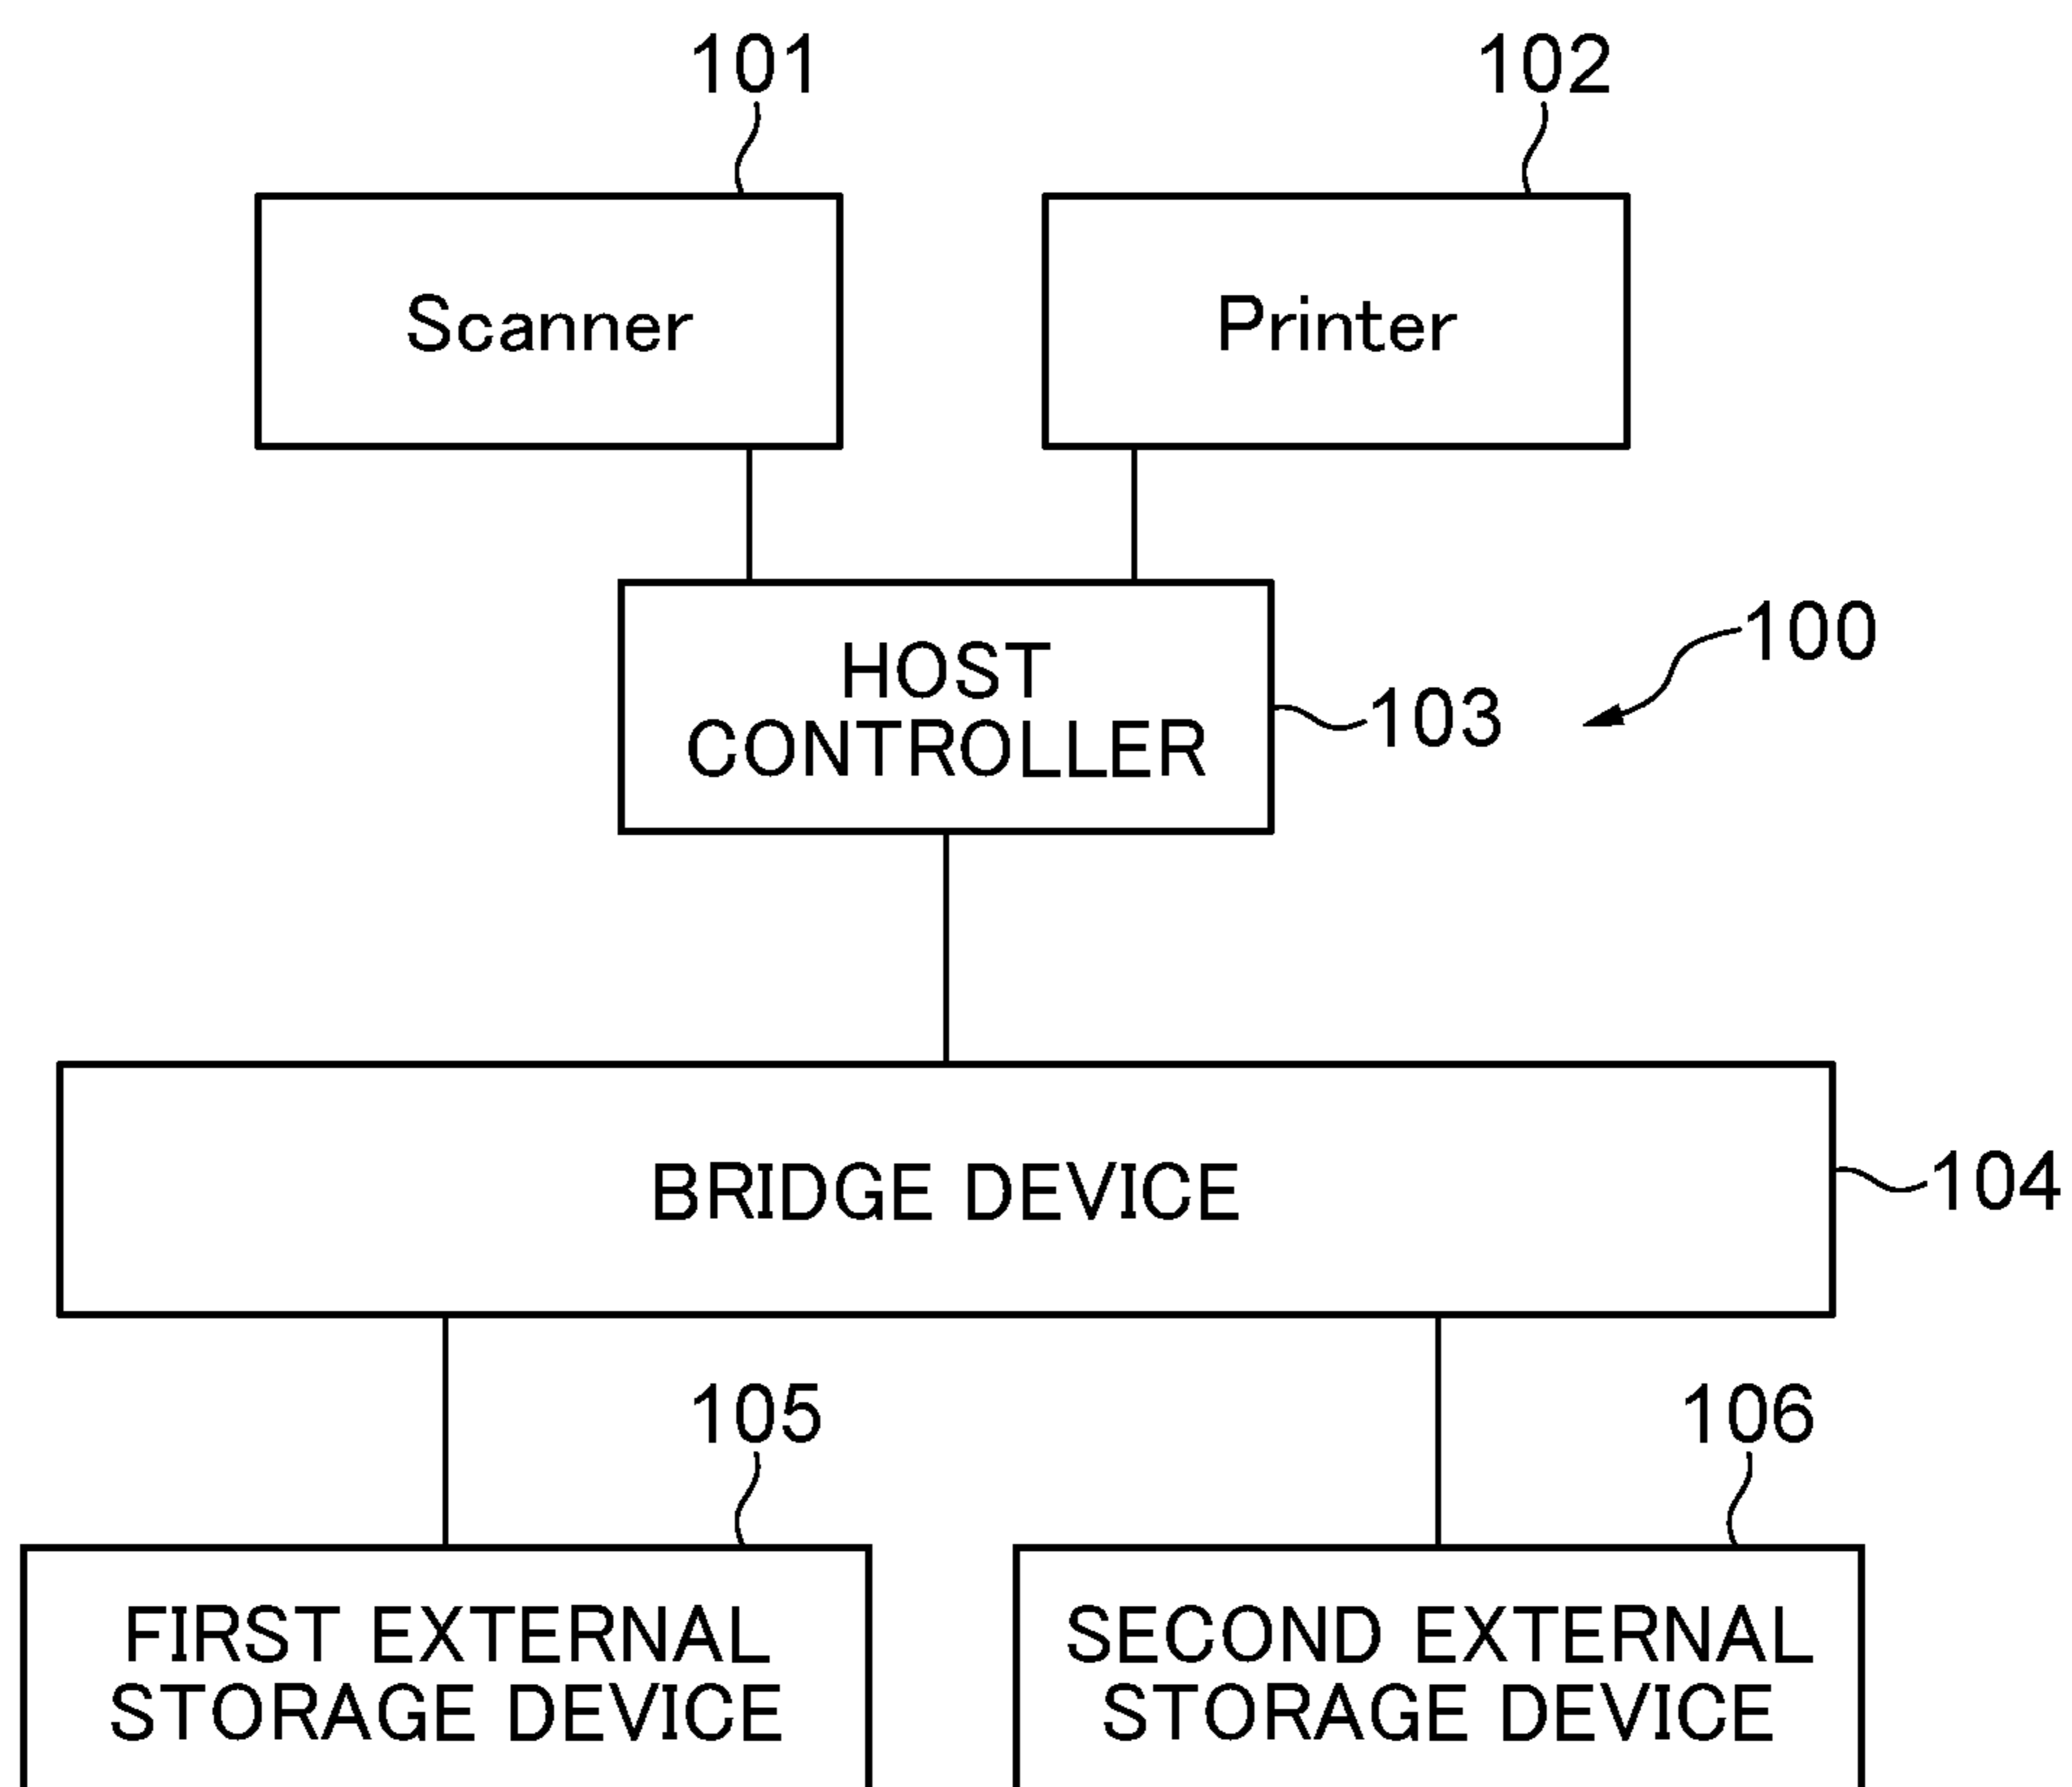 101
102
Scanner
Printer
HOST
CONTROLLER
100
103
BRIDGE DEVICE
104
105
106
FIRST EXTERNAL
STORAGE DEVICE
SECOND EXTERNAL
STORAGE DEVICE